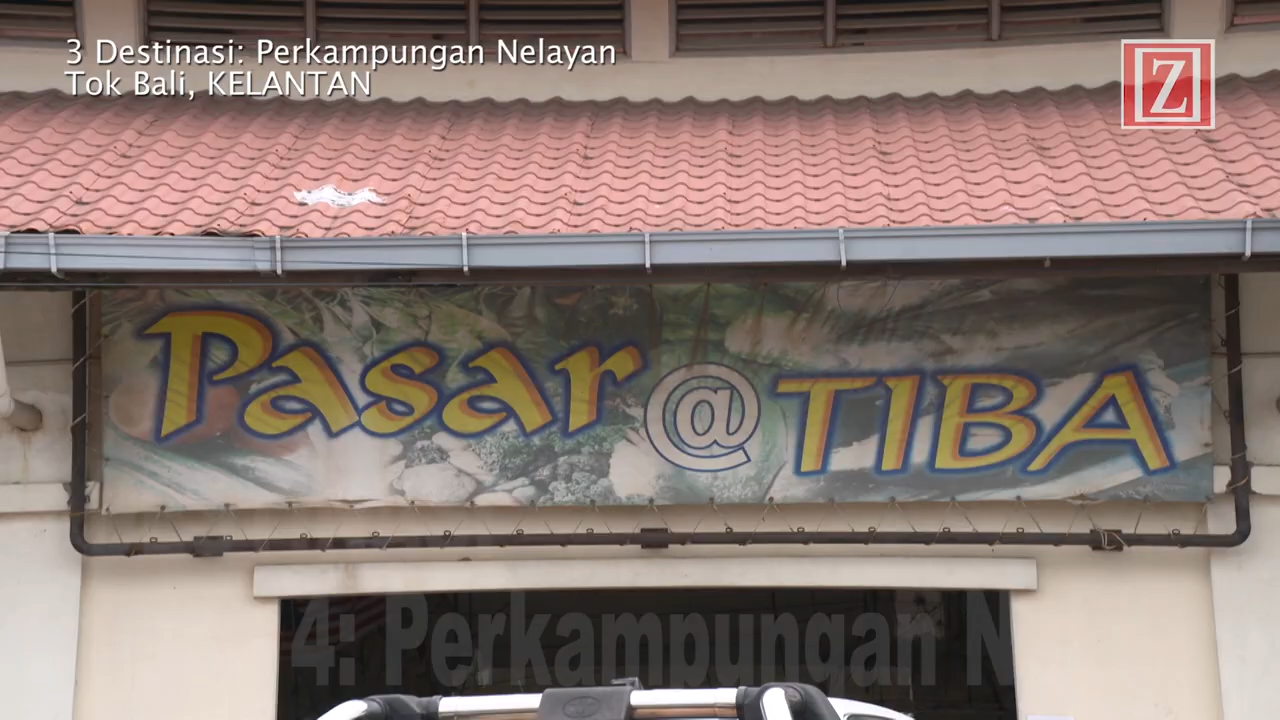 3 Destinasi: Perkampungan Nelayan
Tok Bali, KELANTAN
Z
Pasar @ TIBA
4: Perkampungan N